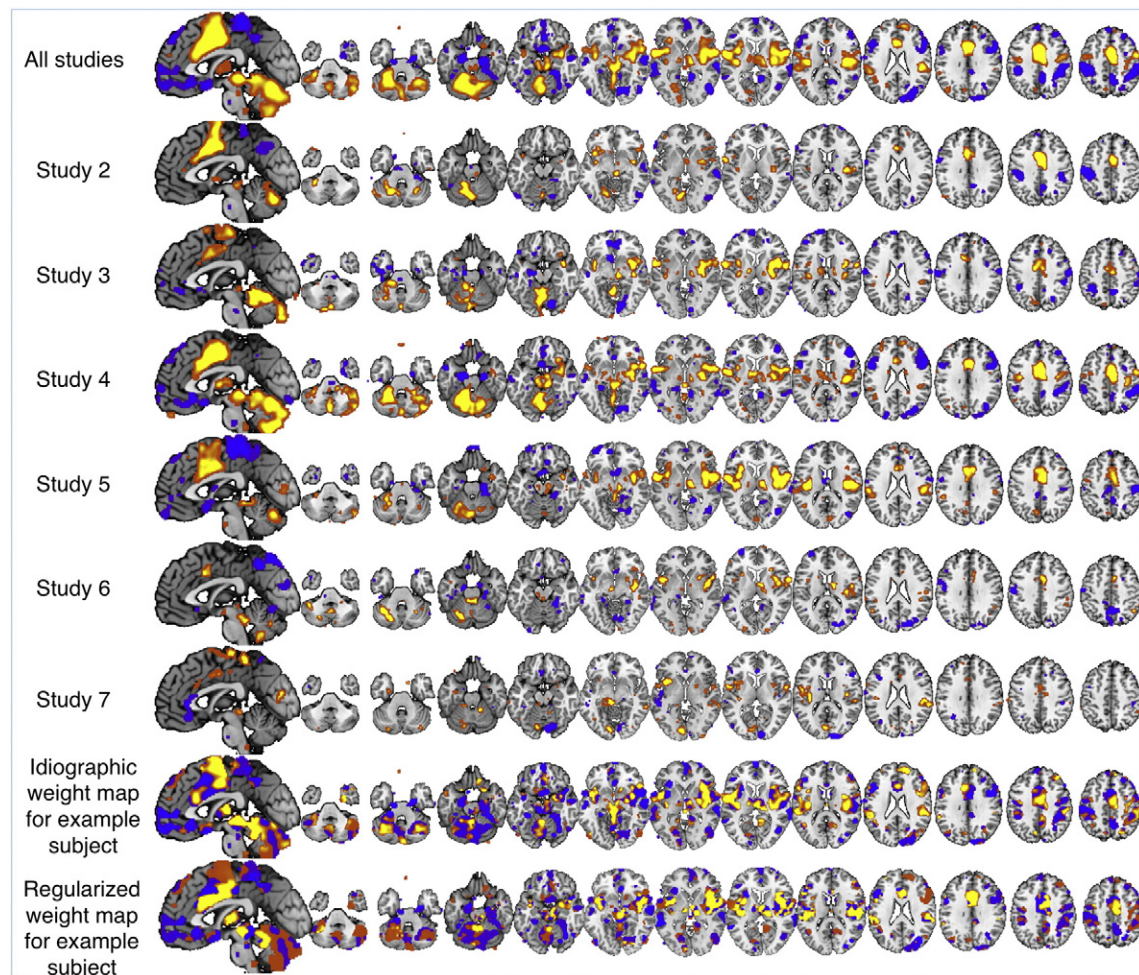 All studies
Study 2
Study 3
Study 4
Study 5
Study 6
Study 7
Idiographic
weight map
for example
subject
Regularized
weight map
for example
subject